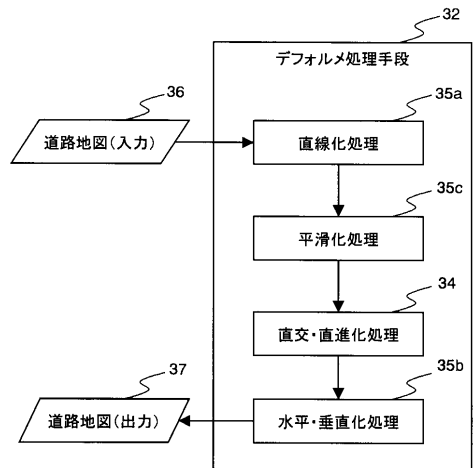 32
デフォルメ処理手段
36
35a
道路地図(入力)
直線化処理
35c
平滑化処理
34
直交・直進化処理
37
35b
道路地図(出力)
水平・垂直化処理